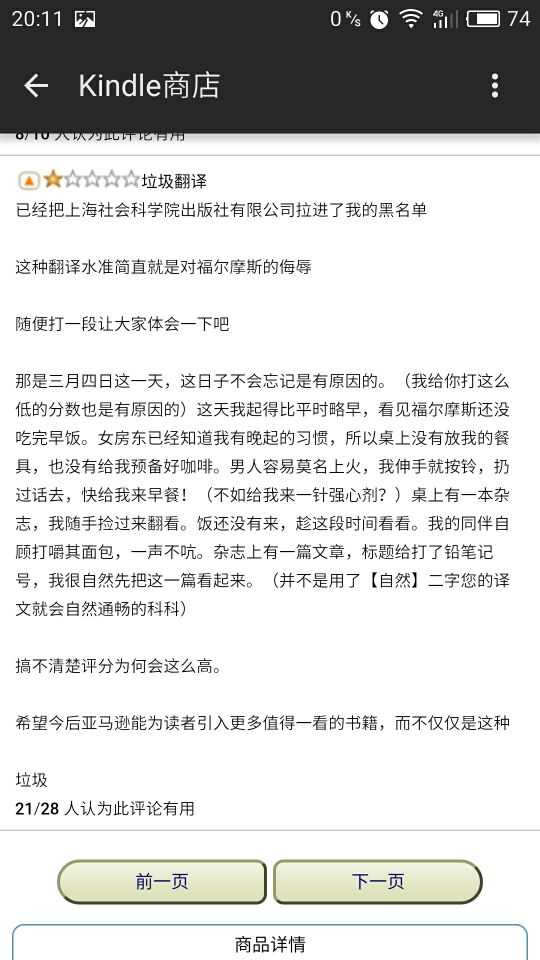 20:11
0 K/s
4G
74
Kindle商店
8/10 人认为此评论有用
垃圾翻译
已经把上海社会科学院出版社有限公司拉进了我的黑名单
这种翻译水准简直就是对福尔摩斯的侮辱
随便打一段让大家体会一下吧
那是三月四日这一天，这日子不会忘记是有原因的。（我给你打这么
低的分数也是有原因的）这天我起得比平时略早，看见福尔摩斯还没
吃完早饭。女房东已经知道我有晚起的习惯，所以桌上没有放我的餐
具，也没有给我预备好咖啡。男人容易莫名上火，我伸手就按铃，扔
过话去，快给我来早餐！（不如给我来一针强心剂？）桌上有一本杂
志，我随手捡过来翻看。饭还没有来，趁这段时间看看。我的同伴自
顾打嚼其面包，一声不吭。杂志上有一篇文章，标题给打了铅笔记
号，我很自然先把这一篇看起来。（并不是用了【自然】二字您的译
文就会自然通畅的科科）
搞不清楚评分为何会这么高。
希望今后亚马逊能为读者引入更多值得一看的书籍，而不仅仅是这种
垃圾
21/28 人认为此评论有用
前一页
下一页
商品详情